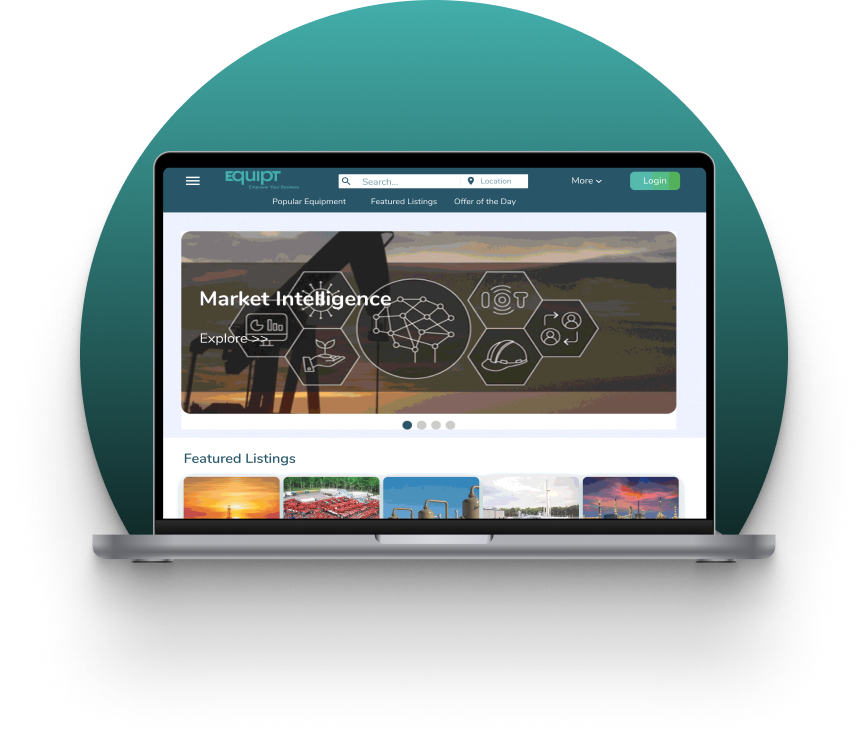 EQUIPT
Empower Your Business
Search...
Location
More
Login
Popular Equipment
Featured Listings
Offer of the Day
Market Intelligence
IOT
Explore >>
Featured Listings